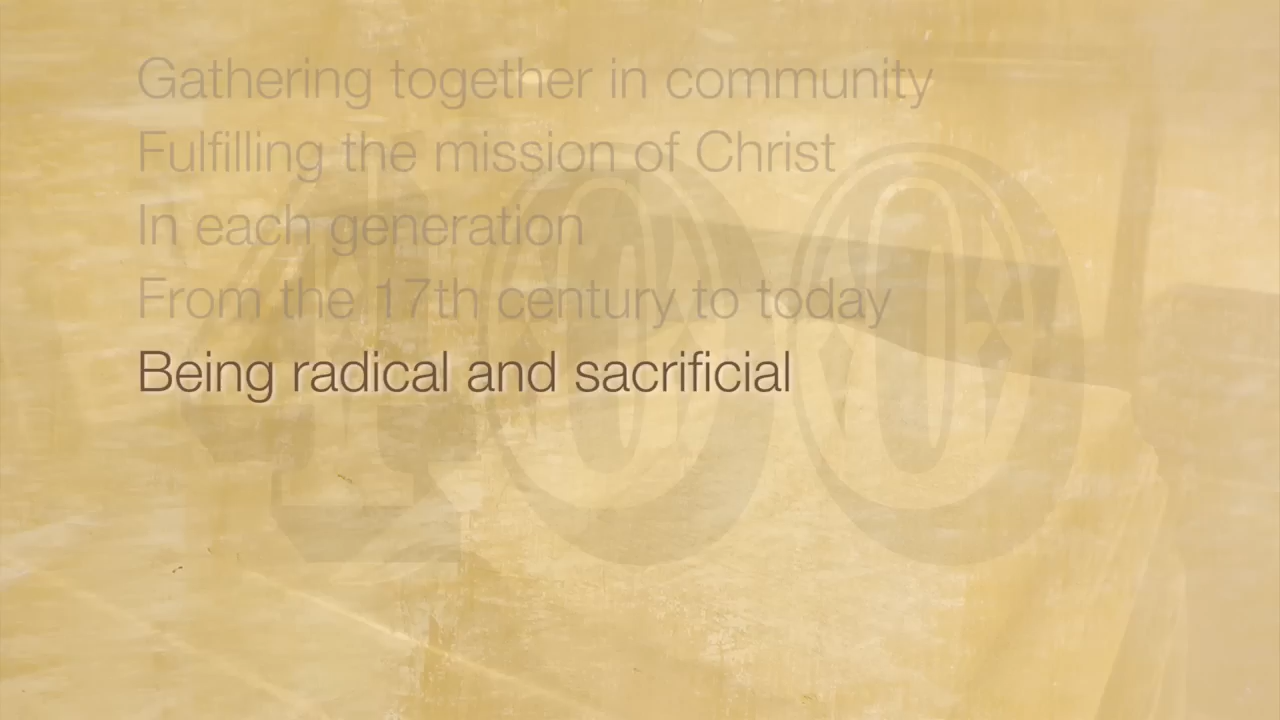 Gathering together in community
Fulfilling the mission of Christ
In each generation
From the 17th century to today
Being radical and sacrificial
400